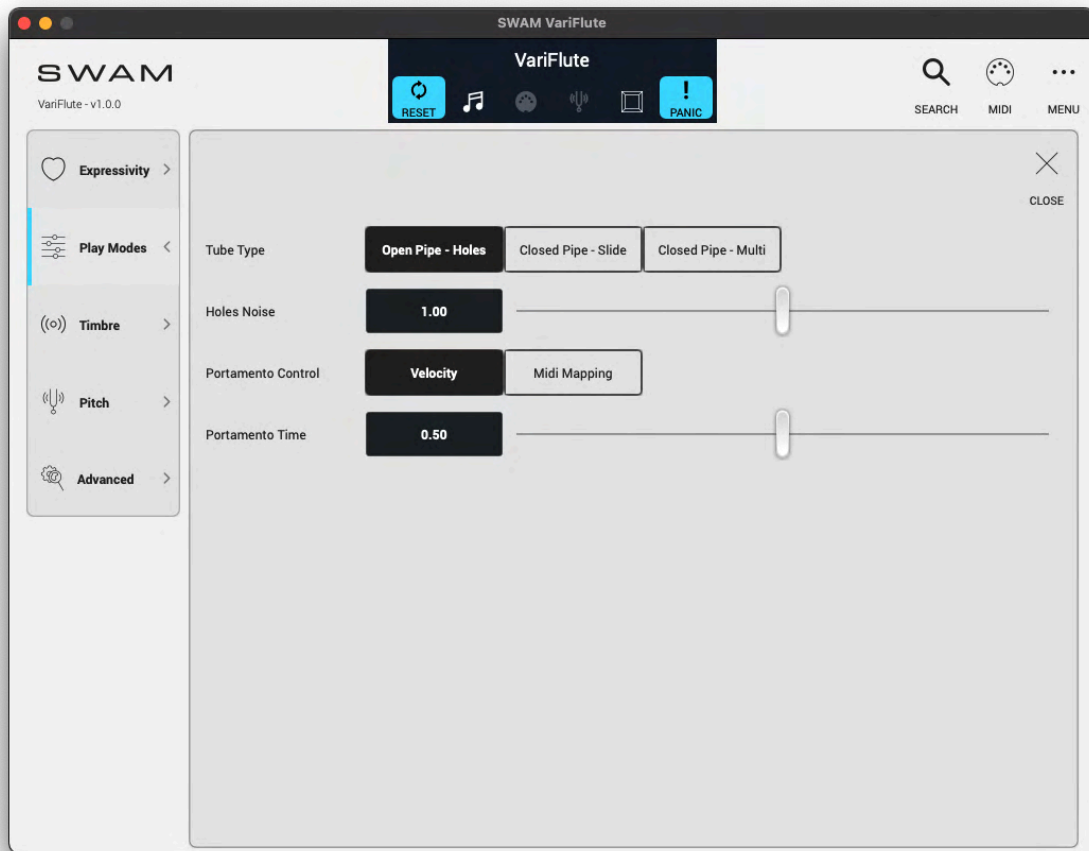 SWAM VariFlute
SWAM
VariFlute - v1.0.0
VariFlute
RESET
!
PANIC
SEARCH
MIDI
MENU
Expressivity
Play Modes
Timbre
Pitch
Advanced
CLOSE
Tube Type
Open Pipe - Holes
Closed Pipe - Slide
Closed Pipe - Multi
Holes Noise
1.00
Portamento Control
Velocity
Midi Mapping
Portamento Time
0.50